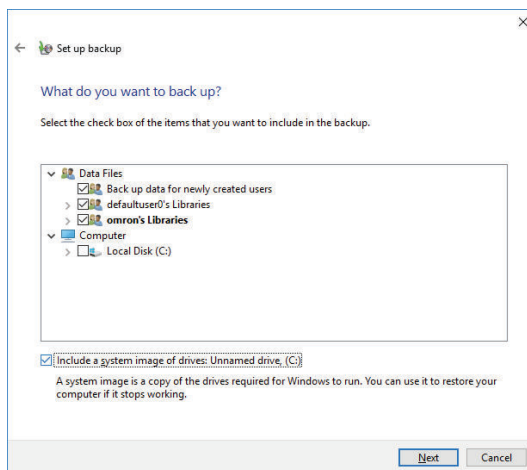 Set up backup
What do you want to back up?
Select the check box of the items that you want to include in the backup.
Data Files
Back up data for newly created users
defaultuser0's Libraries
omron's Libraries
Computer
Local Disk (C:)
Include a system image of drives: Unnamed drive, (C:)
A system image is a copy of the drives required for Windows to run. You can use it to restore your
computer if it stops working.
Next Cancel